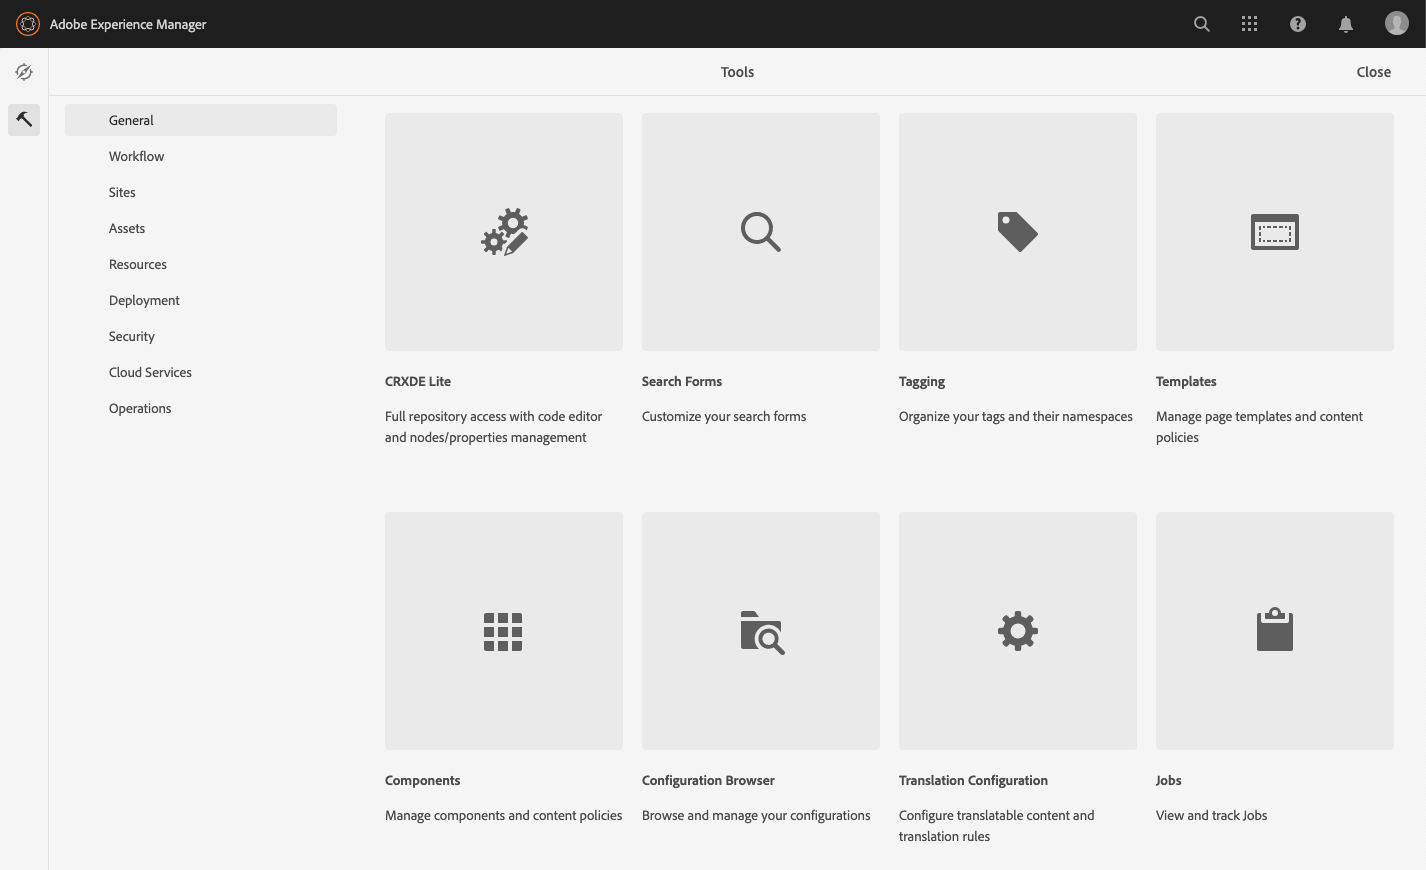 Adobe Experience Manager
Tools
Close
General
Workflow
Sites
Assets
Resources
Deployment
Security
Cloud Services
Operations
CRXDE Lite
Full repository access with code editor
and nodes/properties management
Search Forms
Customize your search forms
Tagging
Organize your tags and their namespaces
Templates
Manage page templates and content
policies
Components
Manage components and content policies
Configuration Browser
Browse and manage your configurations
Translation Configuration
Configure translatable content and
translation rules
Jobs
View and track Jobs